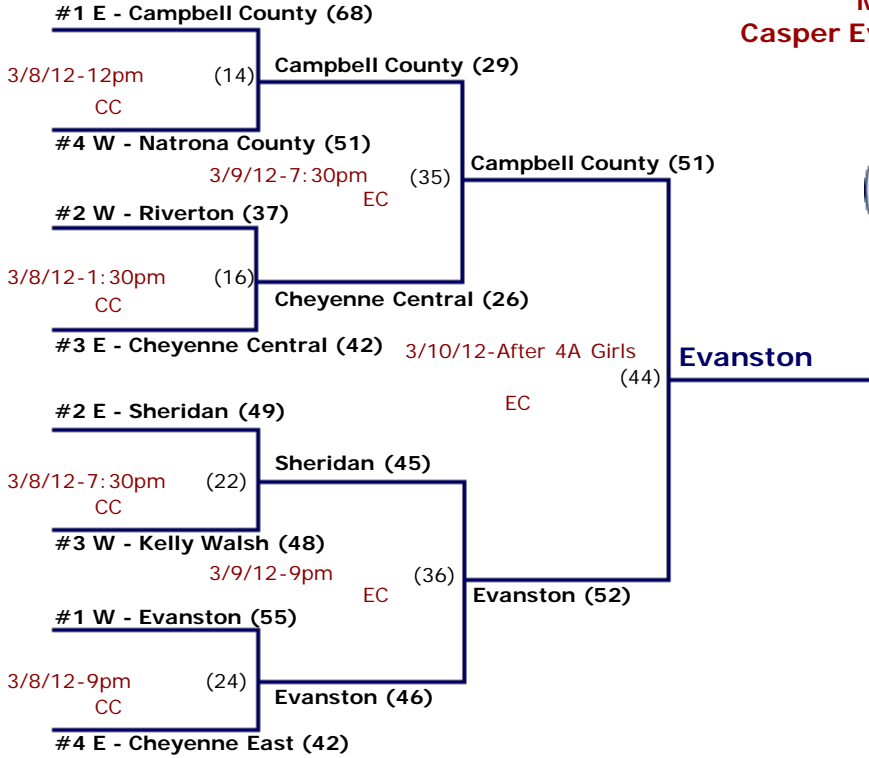 #1 E - Campbell County (68)
Casper
3/8/12-12pm
(14)
CC
Campbell County (29)
#4 W - Natrona County (51)
3/9/12-7:30pm
(35)
EC
Campbell County (51)
#2 W - Riverton (37)
3/8/12-1:30pm
(16)
CC
Cheyenne Central (26)
#3 E - Cheyenne Central (42)
3/10/12-After 4A Girls
(44)
EC
Evanston
#2 E - Sheridan (49)
Sheridan (45)
3/8/12-7:30pm
(22)
CC
#3 W - Kelly Walsh (48)
3/9/12-9pm
(36)
EC
Evanston (52)
#1 W - Evanston (55)
3/8/12-9pm
(24)
CC
Evanston (46)
#4 E - Cheyenne East (42)